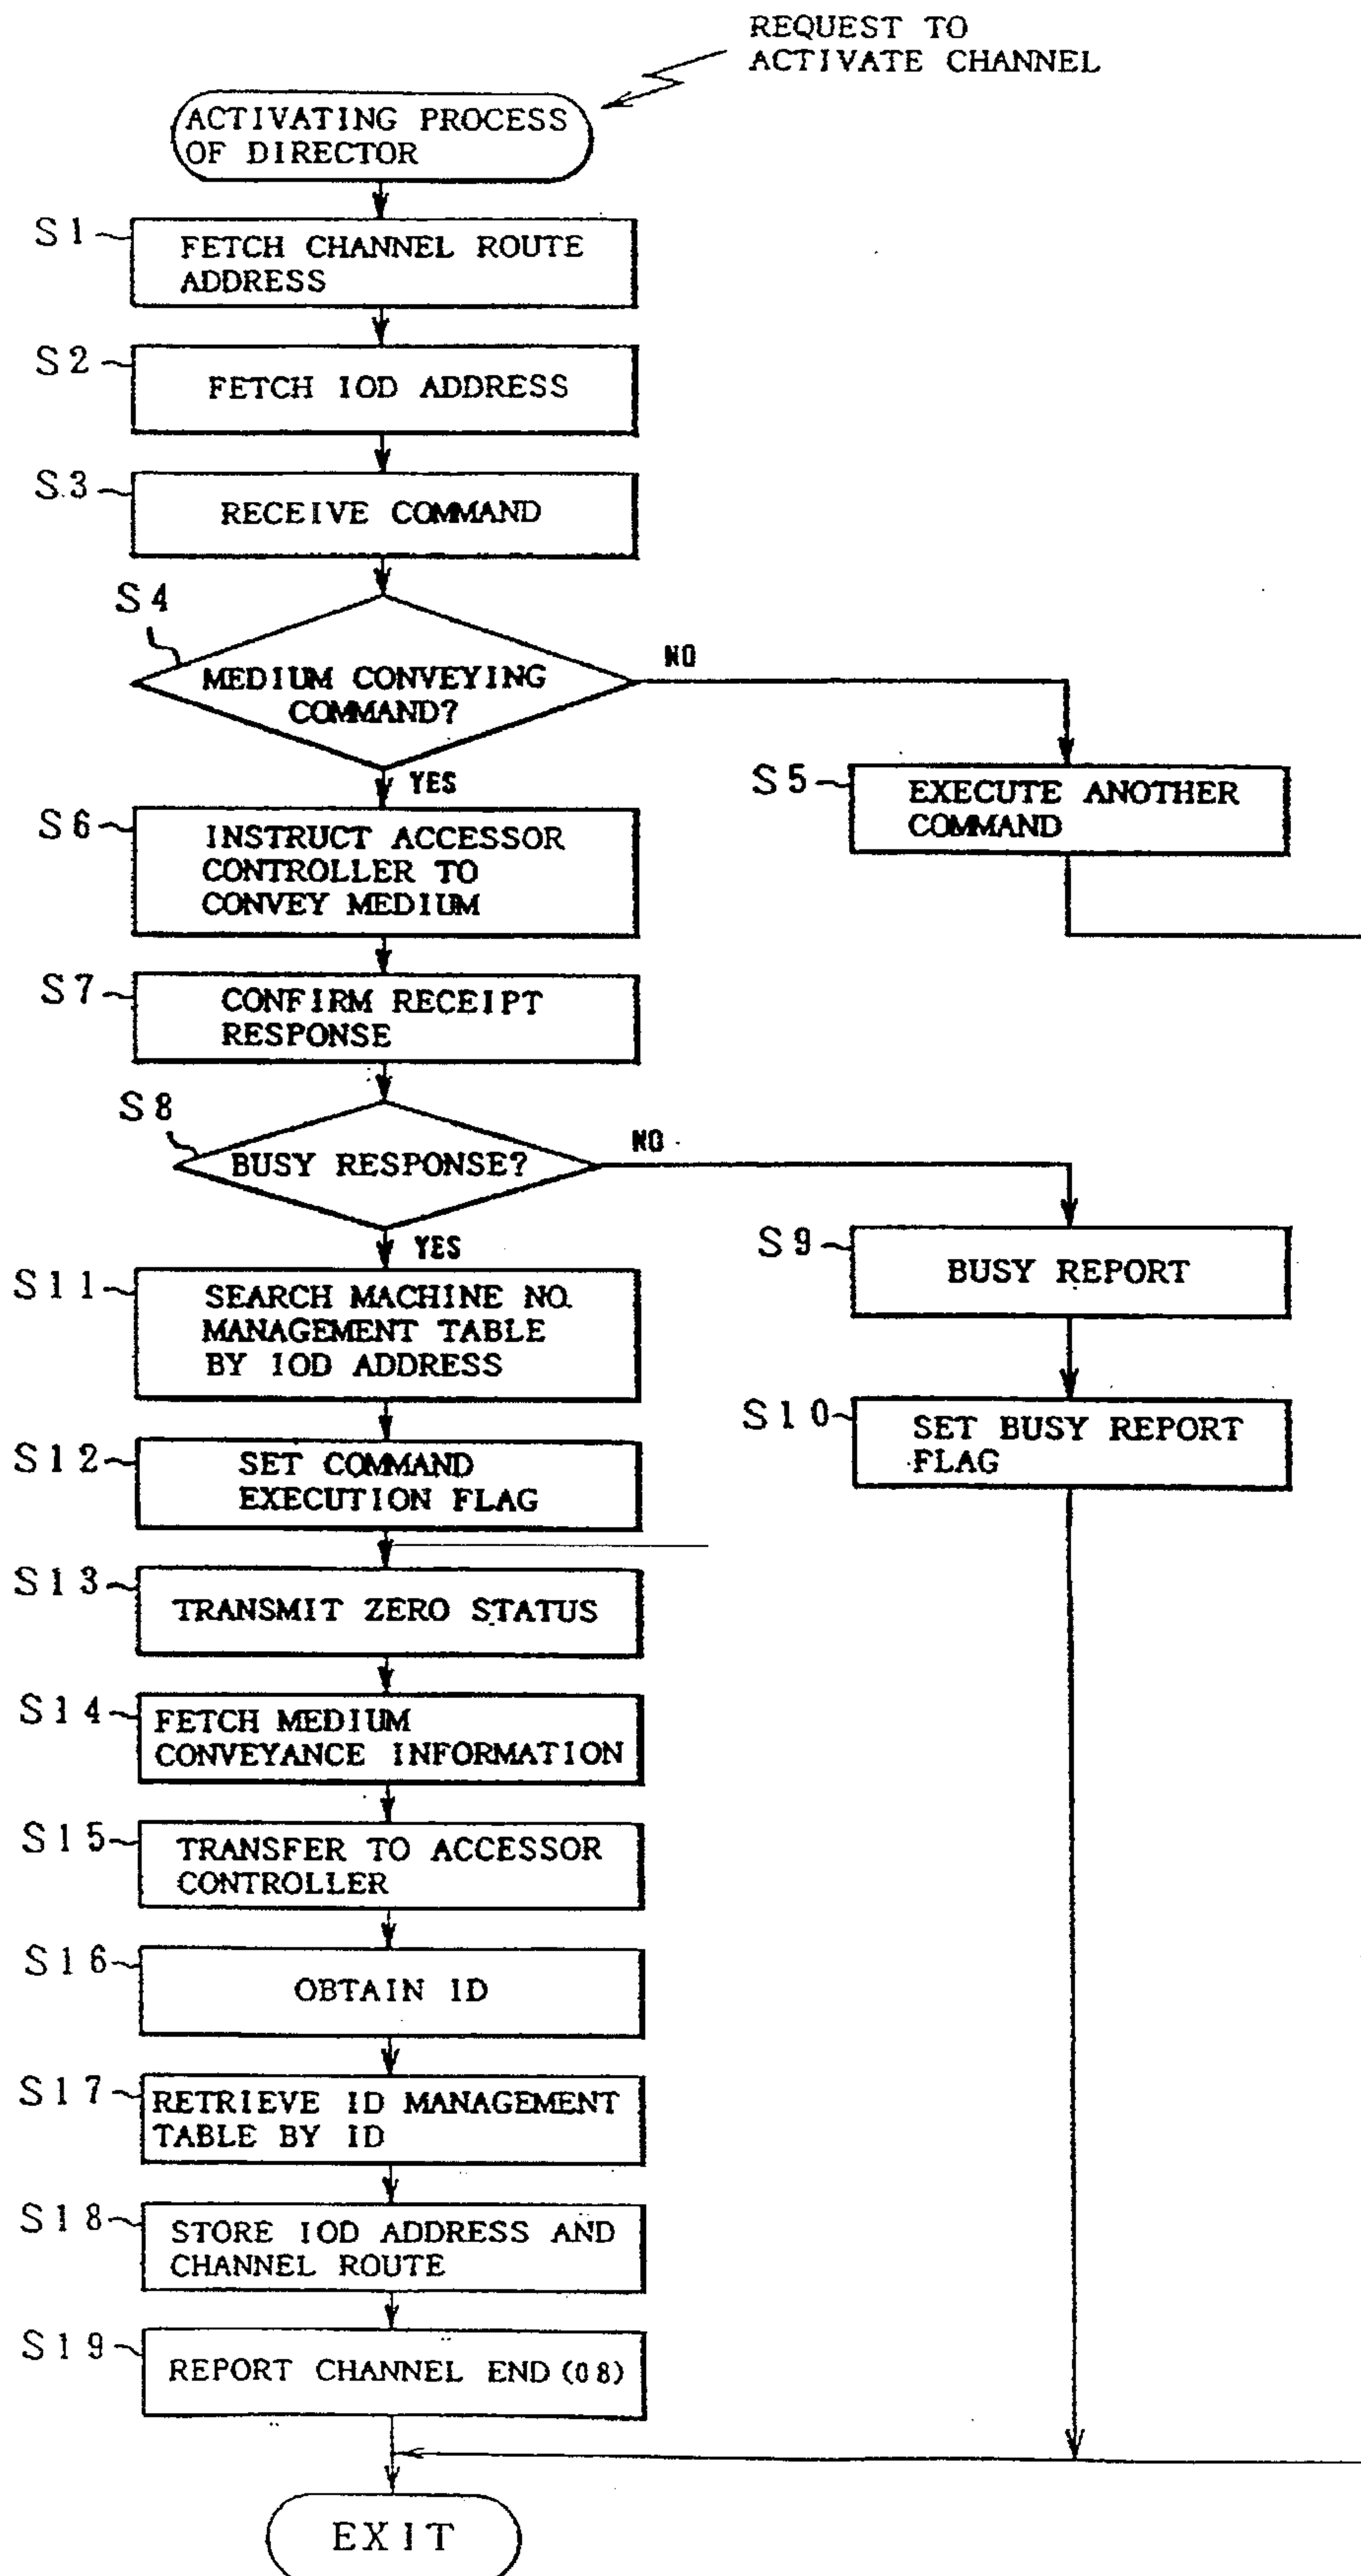 REQUEST TO
ACTIVATE CHANNEL
ACTIVATING PROCESS
OF DIRECTOR
S1
FETCH CHANNEL ROUTE
ADDRESS
S2
FETCH IOD ADDRESS
S3
RECEIVE COMMAND
S4
MEDIUM CONVEYING
COMMAND?
NO
YES
S5
EXECUTE ANOTHER
COMMAND
S6
INSTRUCT ACCESSOR
CONTROLLER TO
CONVEY MEDIUM
S7
CONFIRM RECEIPT
RESPONSE
S8
BUSY RESPONSE?
NO
YES
S9
BUSY REPORT
S10
SET BUSY REPORT
FLAG
S11
SEARCH MACHINE NO.
MANAGEMENT TABLE
BY IOD ADDRESS
S12
SET COMMAND
EXECUTION FLAG
S13
TRANSMIT ZERO STATUS
S14
FETCH MEDIUM
CONVEYANCE INFORMATION
S15
TRANSFER TO ACCESSOR
CONTROLLER
S16
OBTAIN ID
S17
RETRIEVE ID MANAGEMENT
TABLE BY ID
S18
STORE IOD ADDRESS AND
CHANNEL ROUTE
S19
REPORT CHANNEL END (08)
EXIT